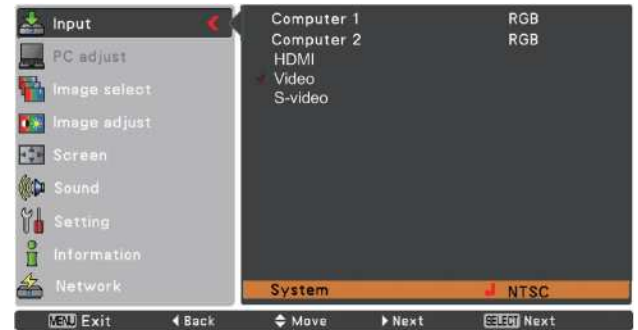 Input
PC adjust
Image select
Image adjust
Screen
Sound
Setting
Information
Network
Computer 1 RGB
Computer 2 RGB
HDMI
Video
S-video
System NTSC
MENU Exit Back Move Next SELECT Next